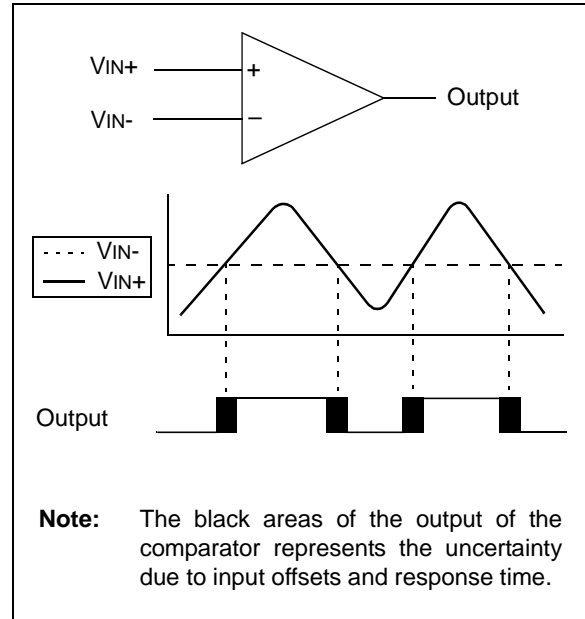 VIN+
+
Output
VIN-
–
VIN-
VIN+
Output
Note: The black areas of the output of the
comparator represents the uncertainty
due to input offsets and response time.